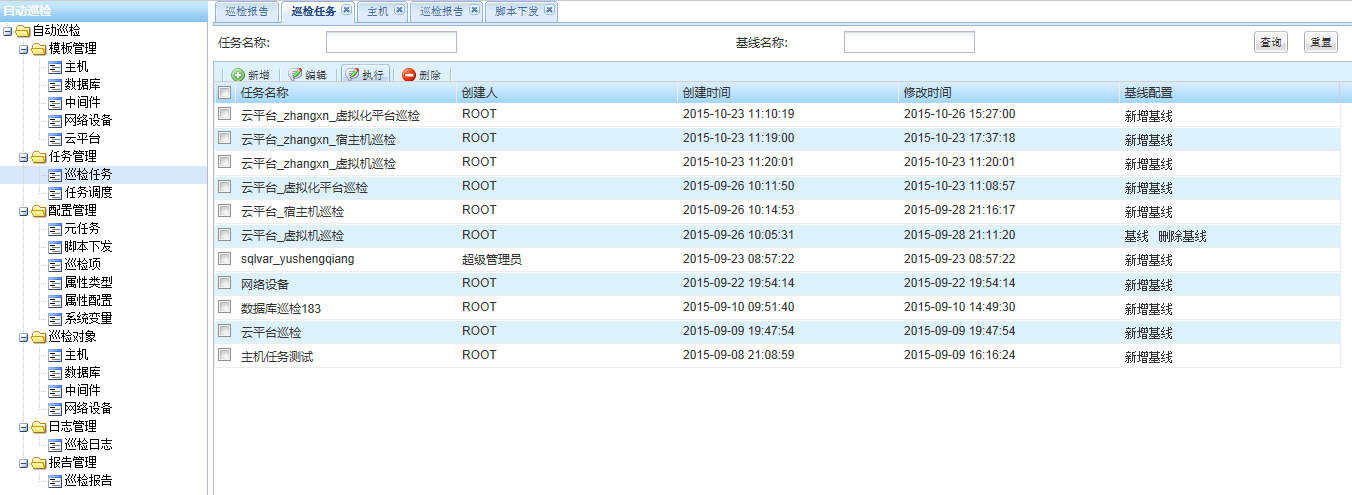 自动巡检
自动巡检
模板管理
主机
数据库
中间件
网络设备
云平台
任务管理
巡检任务
任务调度
配置管理
元任务
脚本下发
巡检项
属性类型
属性配置
系统变量
巡检对象
主机
数据库
中间件
网络设备
日志管理
巡检日志
报告管理
巡检报告
巡检报告 巡检任务 主机 巡检报告 脚本下发
任务名称: 基线名称: 查询 重置
新增 编辑 执行 删除
任务名称 创建人 创建时间 修改时间 基线配置
云平台_zhangxn_虚拟化平台巡检 ROOT 2015-10-23 11:10:19 2015-10-26 15:27:00 新增基线
云平台_zhangxn_宿主机巡检 ROOT 2015-10-23 11:19:00 2015-10-23 17:37:18 新增基线
云平台_zhangxn_虚拟机巡检 ROOT 2015-10-23 11:20:01 2015-10-23 11:20:01 新增基线
云平台_虚拟化平台巡检 ROOT 2015-09-26 10:11:50 2015-10-23 11:08:57 新增基线
云平台_宿主机巡检 ROOT 2015-09-26 10:14:53 2015-09-28 21:16:17 新增基线
云平台_虚拟机巡检 ROOT 2015-09-26 10:05:31 2015-09-28 21:11:20 基线 删除基线
sqlvar_yushengqiang 超级管理员 2015-09-23 08:57:22 2015-09-23 08:57:22 新增基线
网络设备 ROOT 2015-09-22 19:54:14 2015-09-22 19:54:14 新增基线
数据库巡检183 ROOT 2015-09-10 09:51:40 2015-09-10 14:49:30 新增基线
云平台巡检 ROOT 2015-09-09 19:47:54 2015-09-09 19:47:54 新增基线
主机任务测试 ROOT 2015-09-08 21:08:59 2015-09-09 16:16:24 新增基线